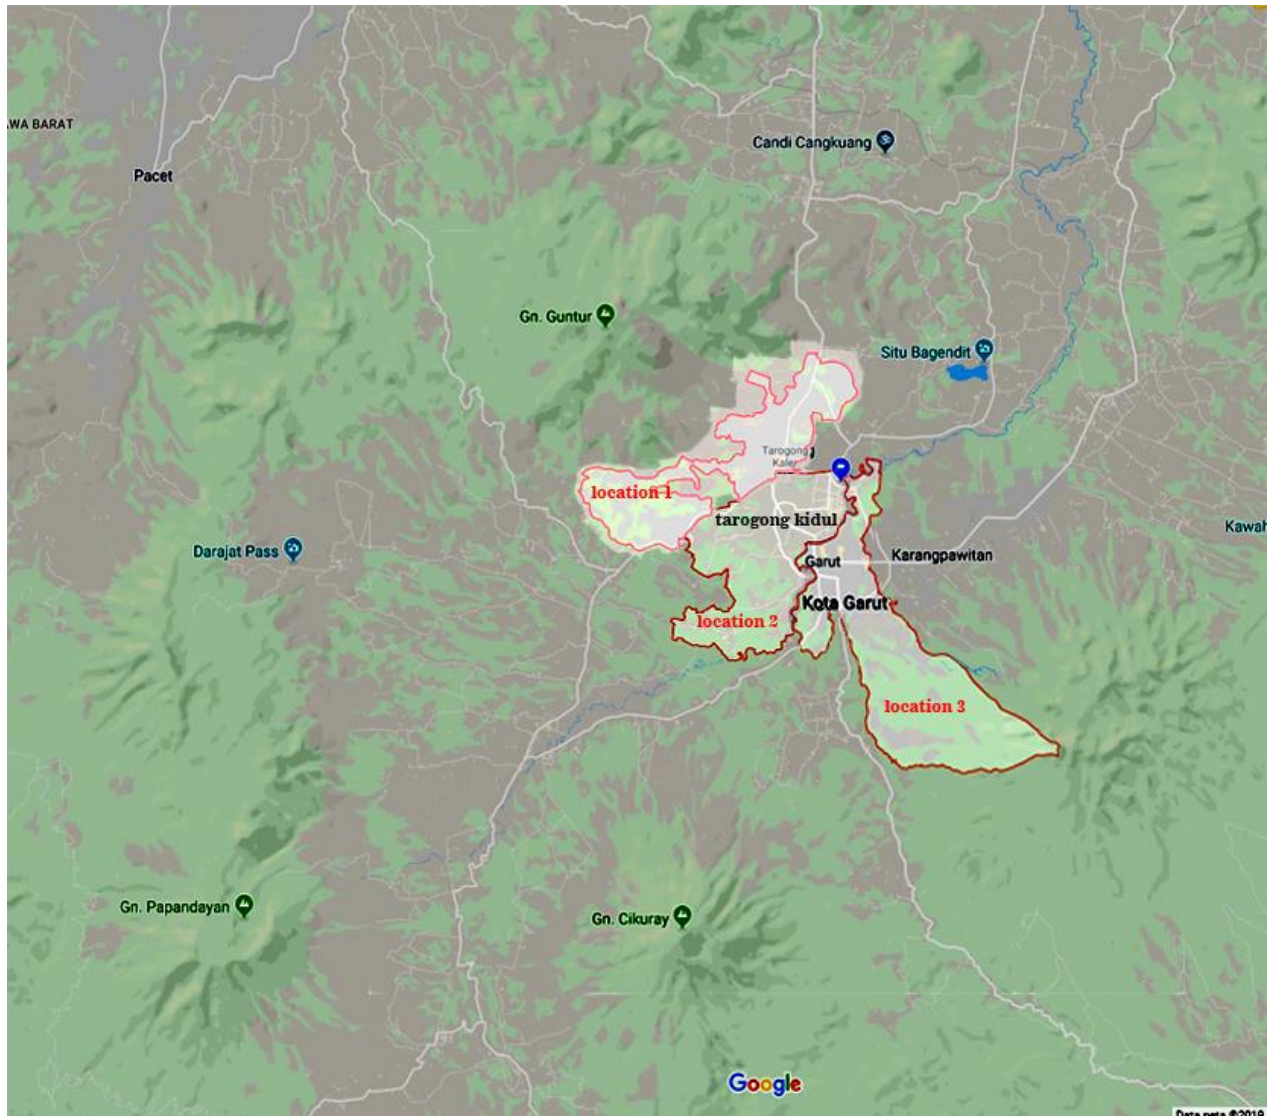 .WA BARAT
Candi Cangkuang
Pacet
Gn. Guntur
Situ Bagendit
Tarogong
Kaler
location 1
tarogong kidul
Kawah
Darajat Pass
Garut
Karangpawitan
Kota Garut
location 2
location 3
Gn. Papandayan
Gn. Cikuray
Google
Data peta ©2019